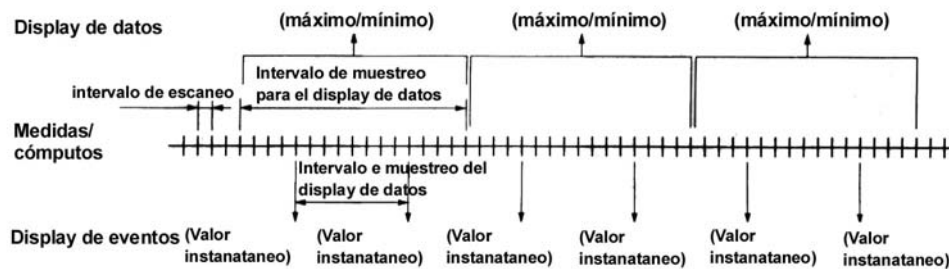 Display de datos
(máximo/mínimo)
(máximo/mínimo)
(máximo/mínimo)
Intervalo de muestreo
para el display de datos
intervalo de escaneo
Medidas/
cómputos
Intervalo e muestreo del
display de datos
Display de eventos
(Valor
instanataneo)
(Valor
instanataneo)
(Valor
instanataneo)
(Valor
instanataneo)
(Valor
instanataneo)
(Valor
instanataneo)